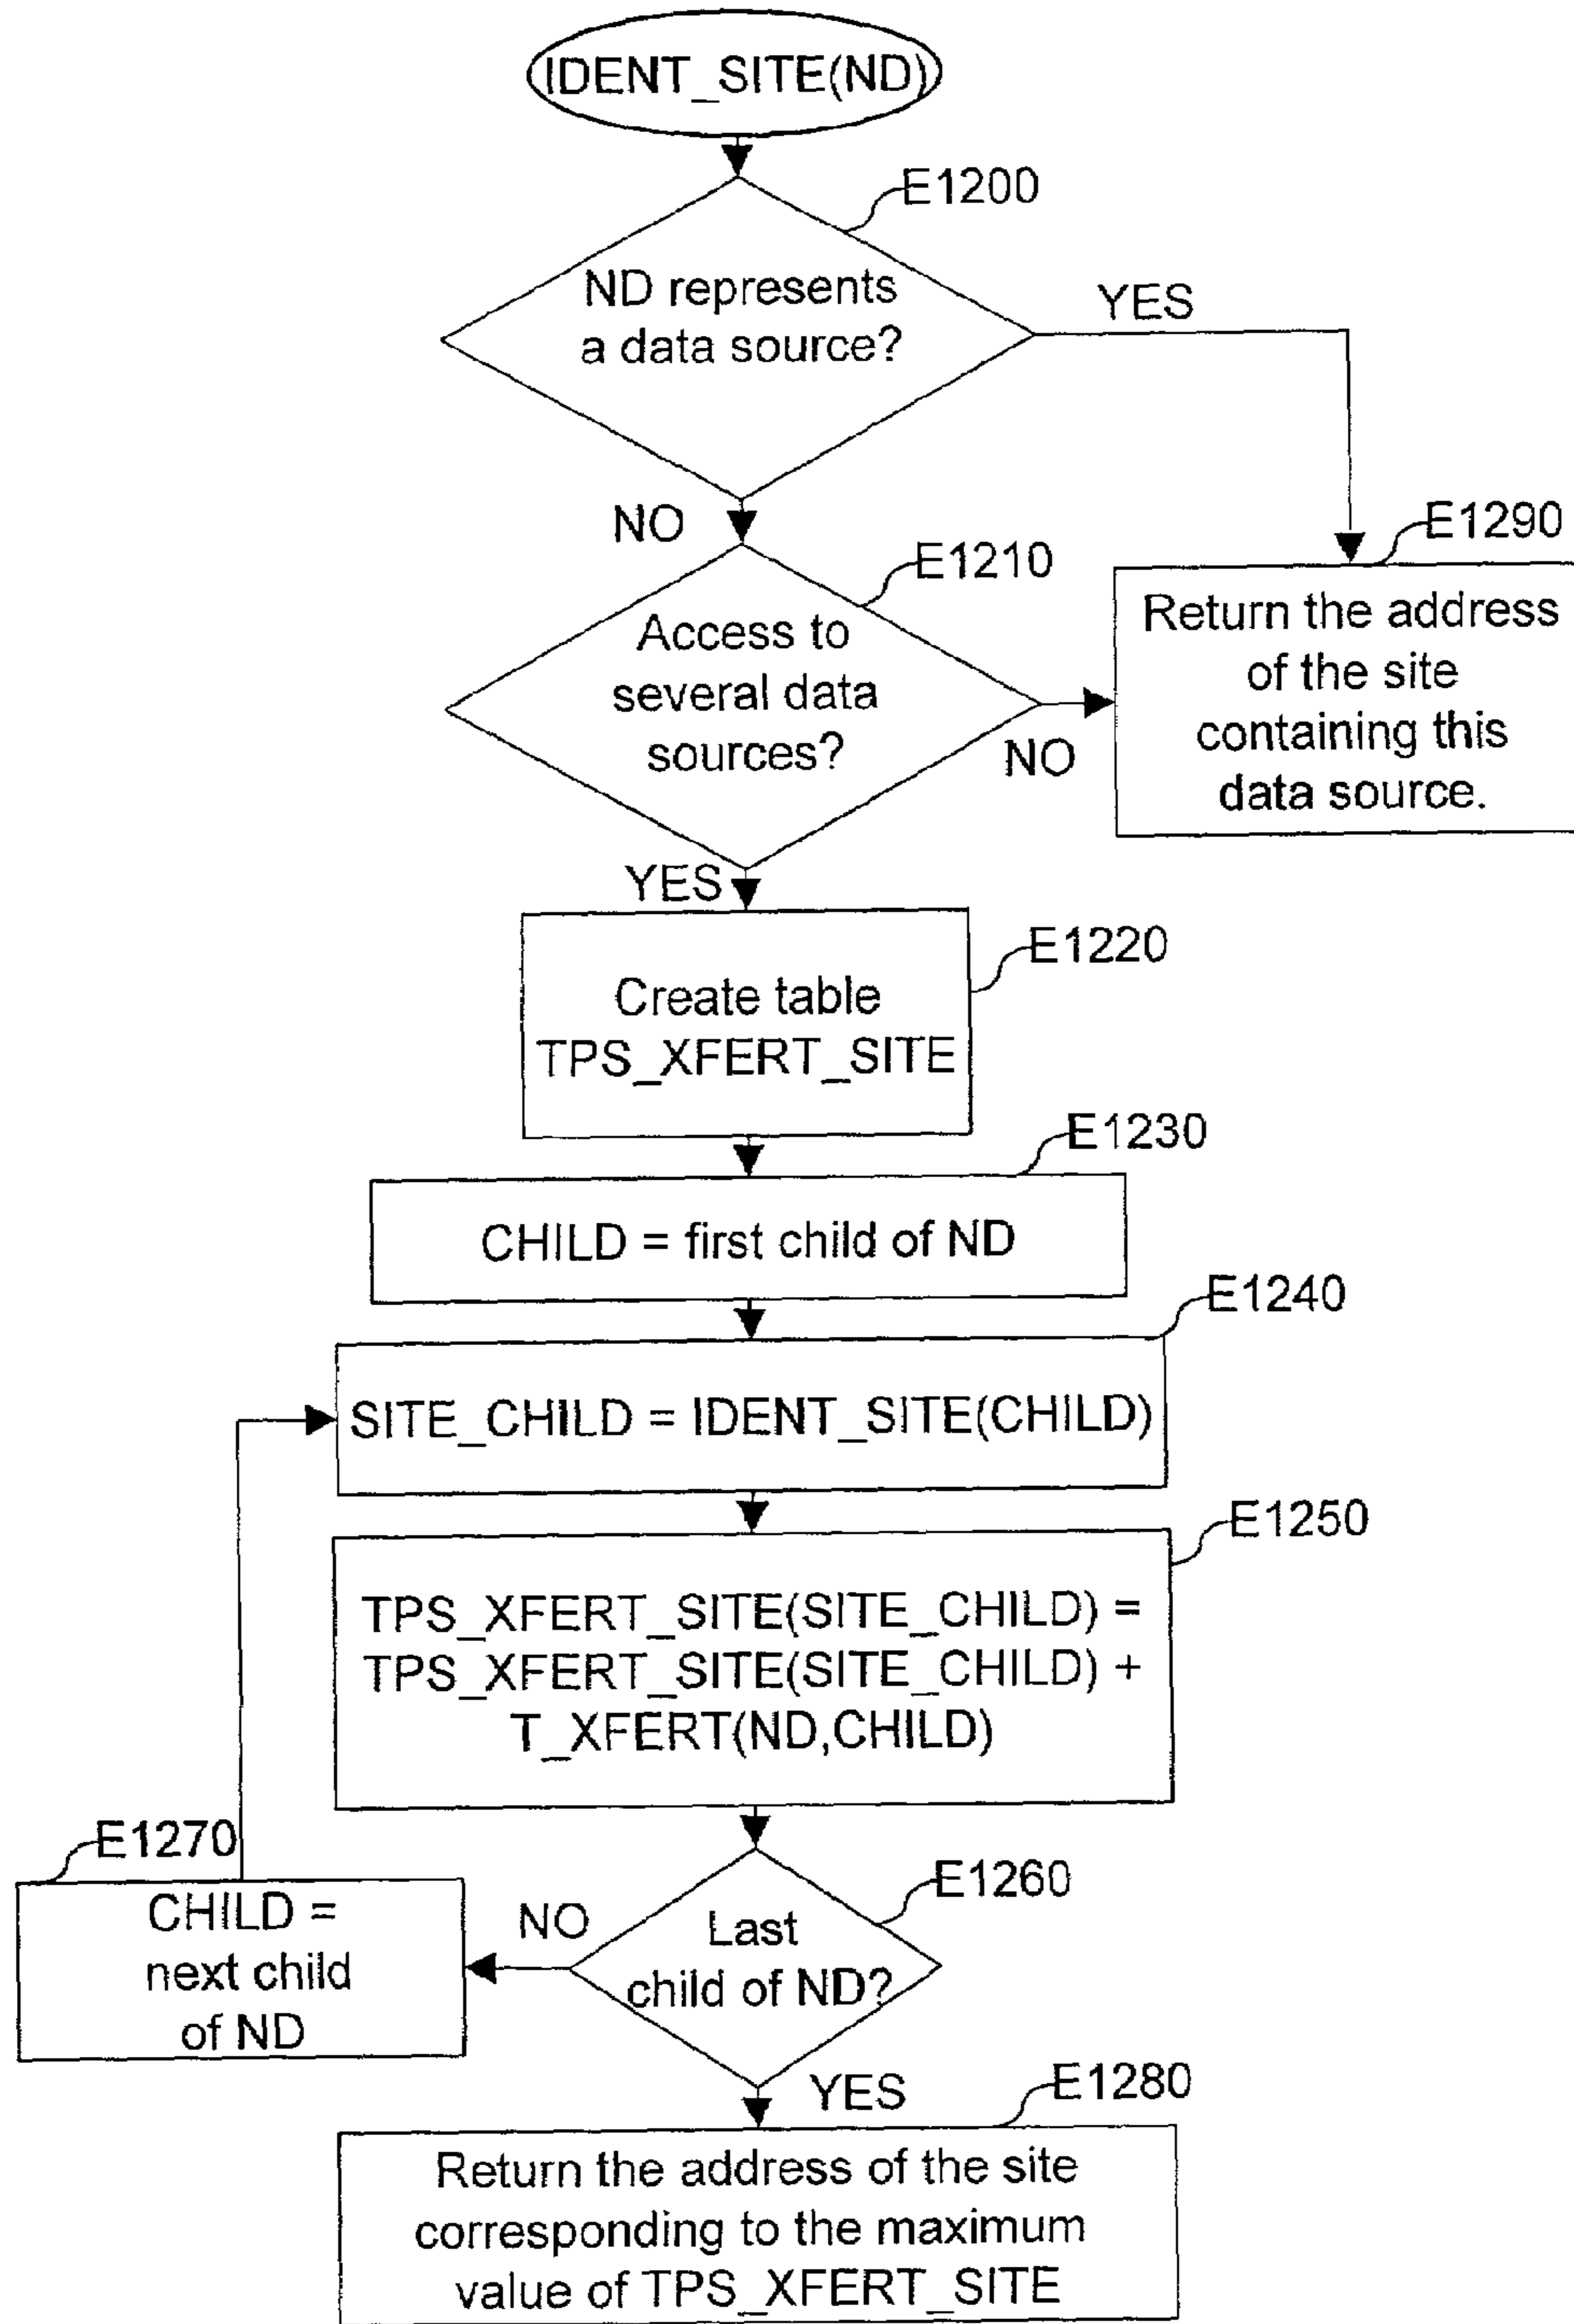 IDENT_SITE(ND)
E1200
ND represents
a data source?
YES
NO
E1290
E1210
Return the address
of the site
containing this
data source.
Access to
several data
sources?
NO
YES
E1220
Create table
TPS_XFERT_SITE
E1230
CHILD = first child of ND
E1240
SITE_CHILD = IDENT_SITE(CHILD)
E1250
TPS_XFERT_SITE(SITE_CHILD) =
TPS_XFERT_SITE(SITE_CHILD) +
T_XFERT(ND,CHILD)
E1270
CHILD =
next child
of ND
NO
E1260
Last
child of ND?
YES
E1280
Return the address of the site
corresponding to the maximum
value of TPS_XFERT_SITE